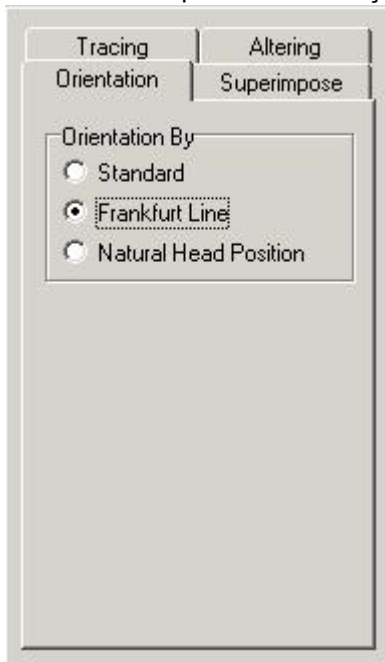 Tracing
Altering
Orientation
Superimpose
Orientation By
Standard
Frankfurt Line
Natural Head Position